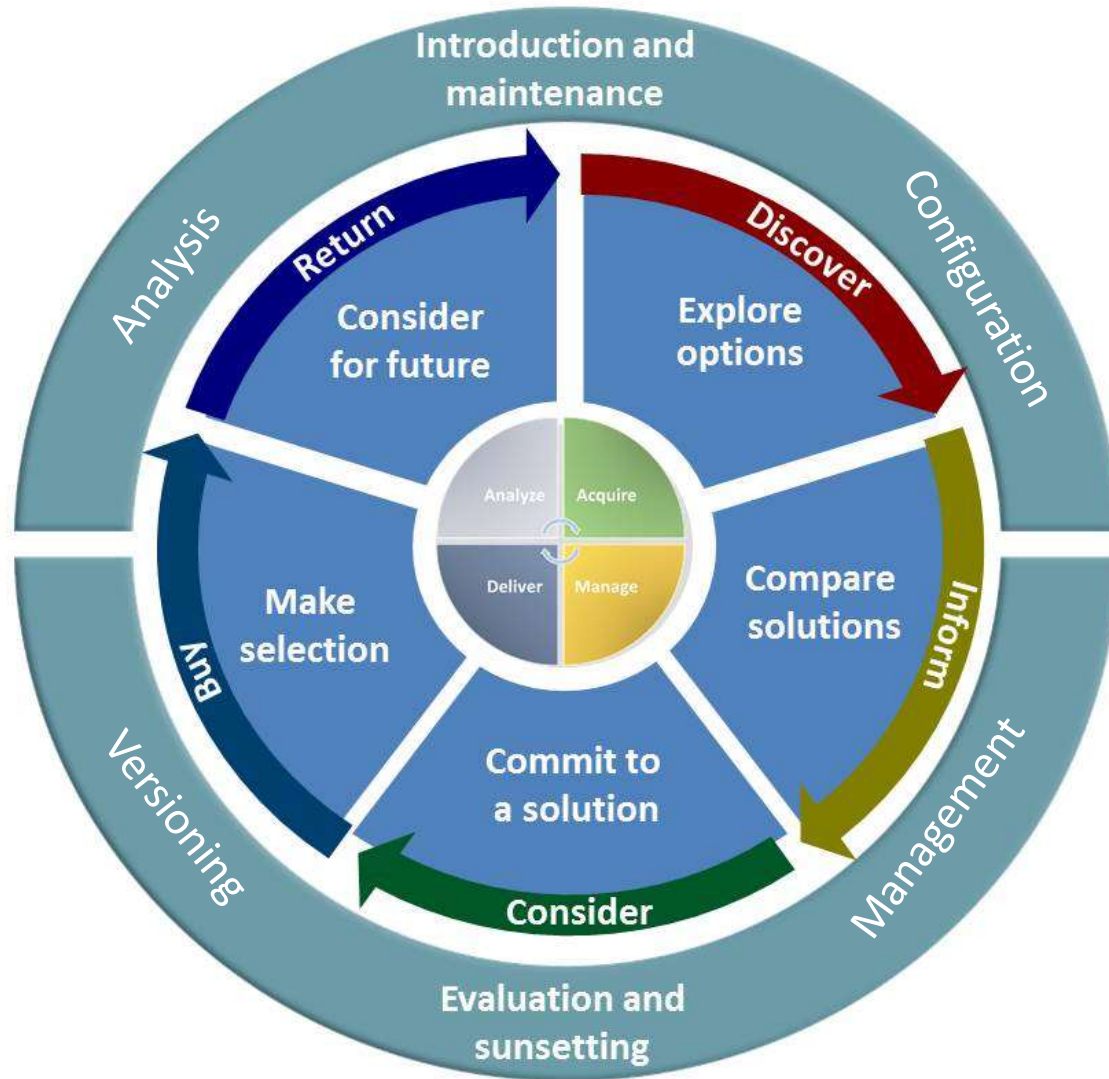 Introduction and
maintenance
Analysis
Configuration
Return
Discover
Consider
for future
Explore
options
Analyze
Acquire
Deliver
Manage
Make
selection
Compare
solutions
Buy
Inform
Commit to
a solution
Consider
Versioning
Management
Evaluation and
sunsetting